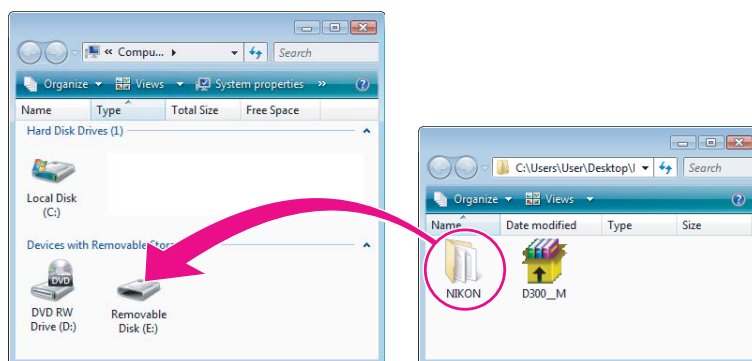 « Compu... Search
Organize Views System properties »
Name Type Total Size Free Space
Hard Disk Drives (1)
Local Disk
(C:)
Devices with Removable Stor
DVD
DVD RW
Drive (D:)
Removable
Disk (E:)
C:\Users\User\Desktop\ Search
Organize Views
Name Date modified Type Size
NIKON
D300__M